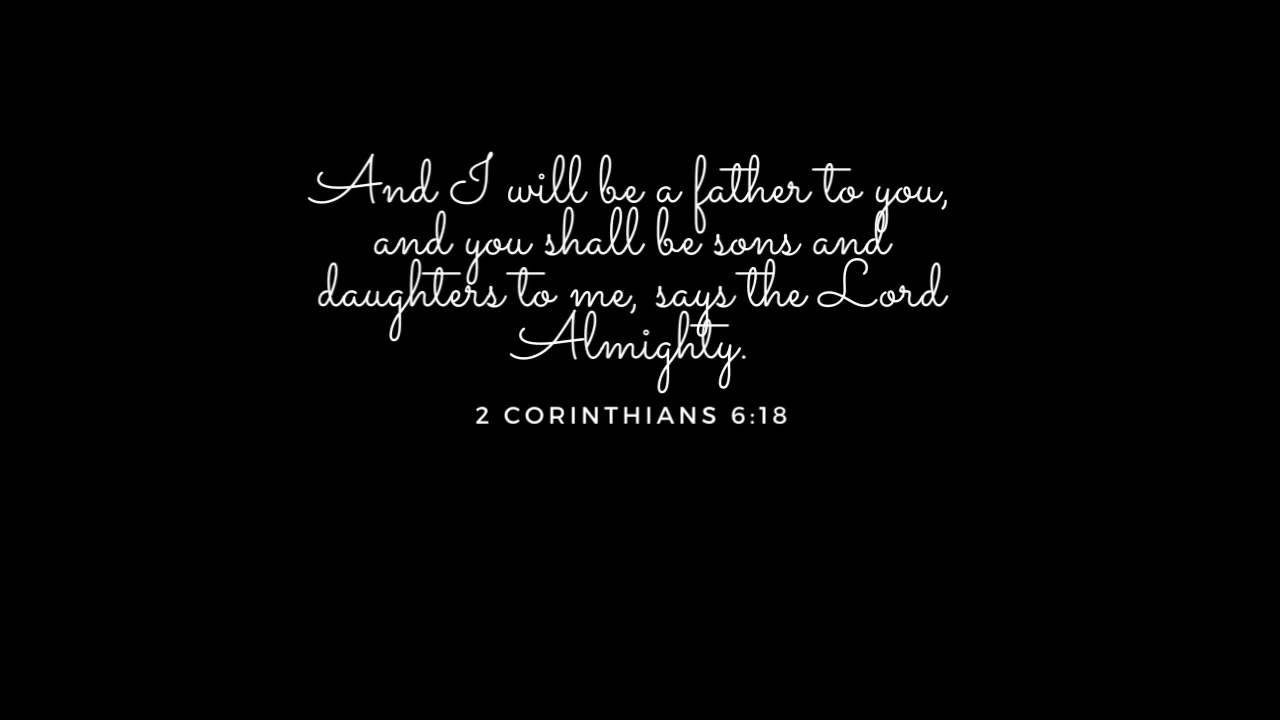 And I will be a father to you,
and you shall be sons and
daughters to me, says the Lord
Almighty.
2 CORINTHIANS 6:18